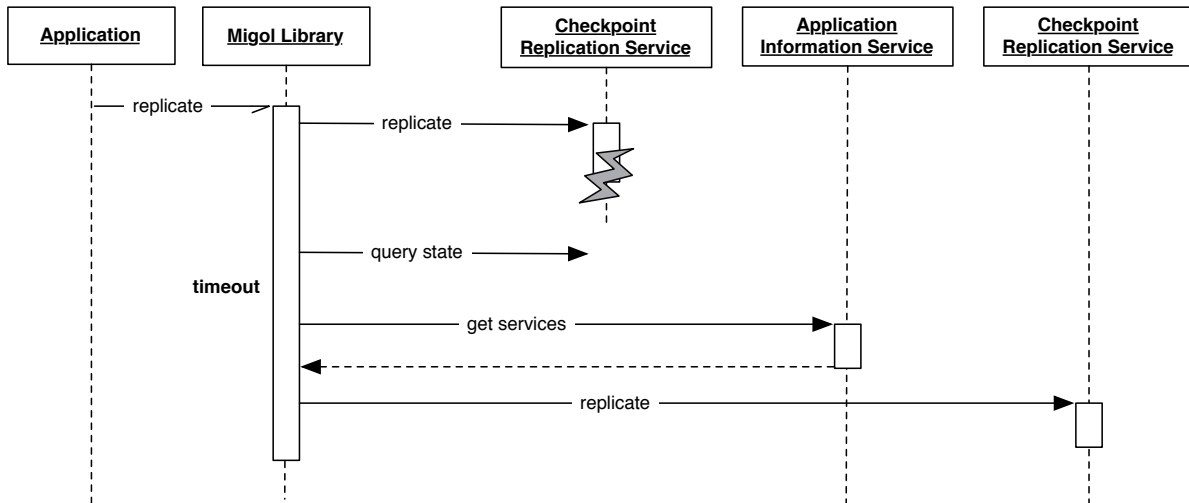 Application
Migol Library
Checkpoint
Replication Service
Application
Information Service
Checkpoint
Replication Service
replicate
replicate
query state
timeout
get services
replicate